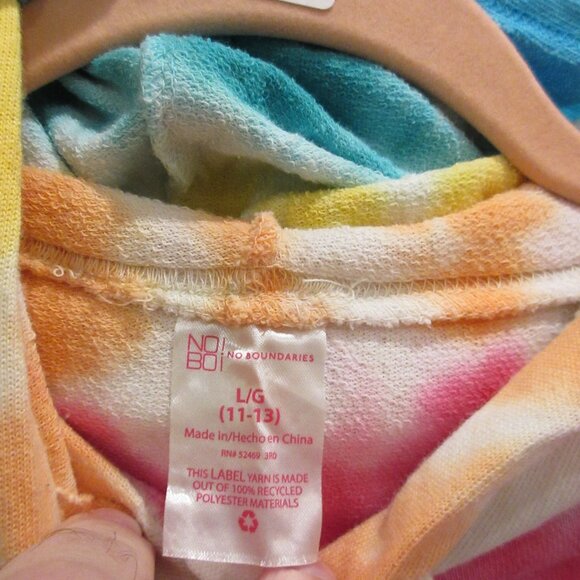 NO!
BO!
NO BOUNDARIES
L/G
(11-13)
Made in/Hecho en China
RN# 52469 3R0
THIS LABEL YARN IS MADE
OUT OF 100% RECYCLED
POLYESTER MATERIALS